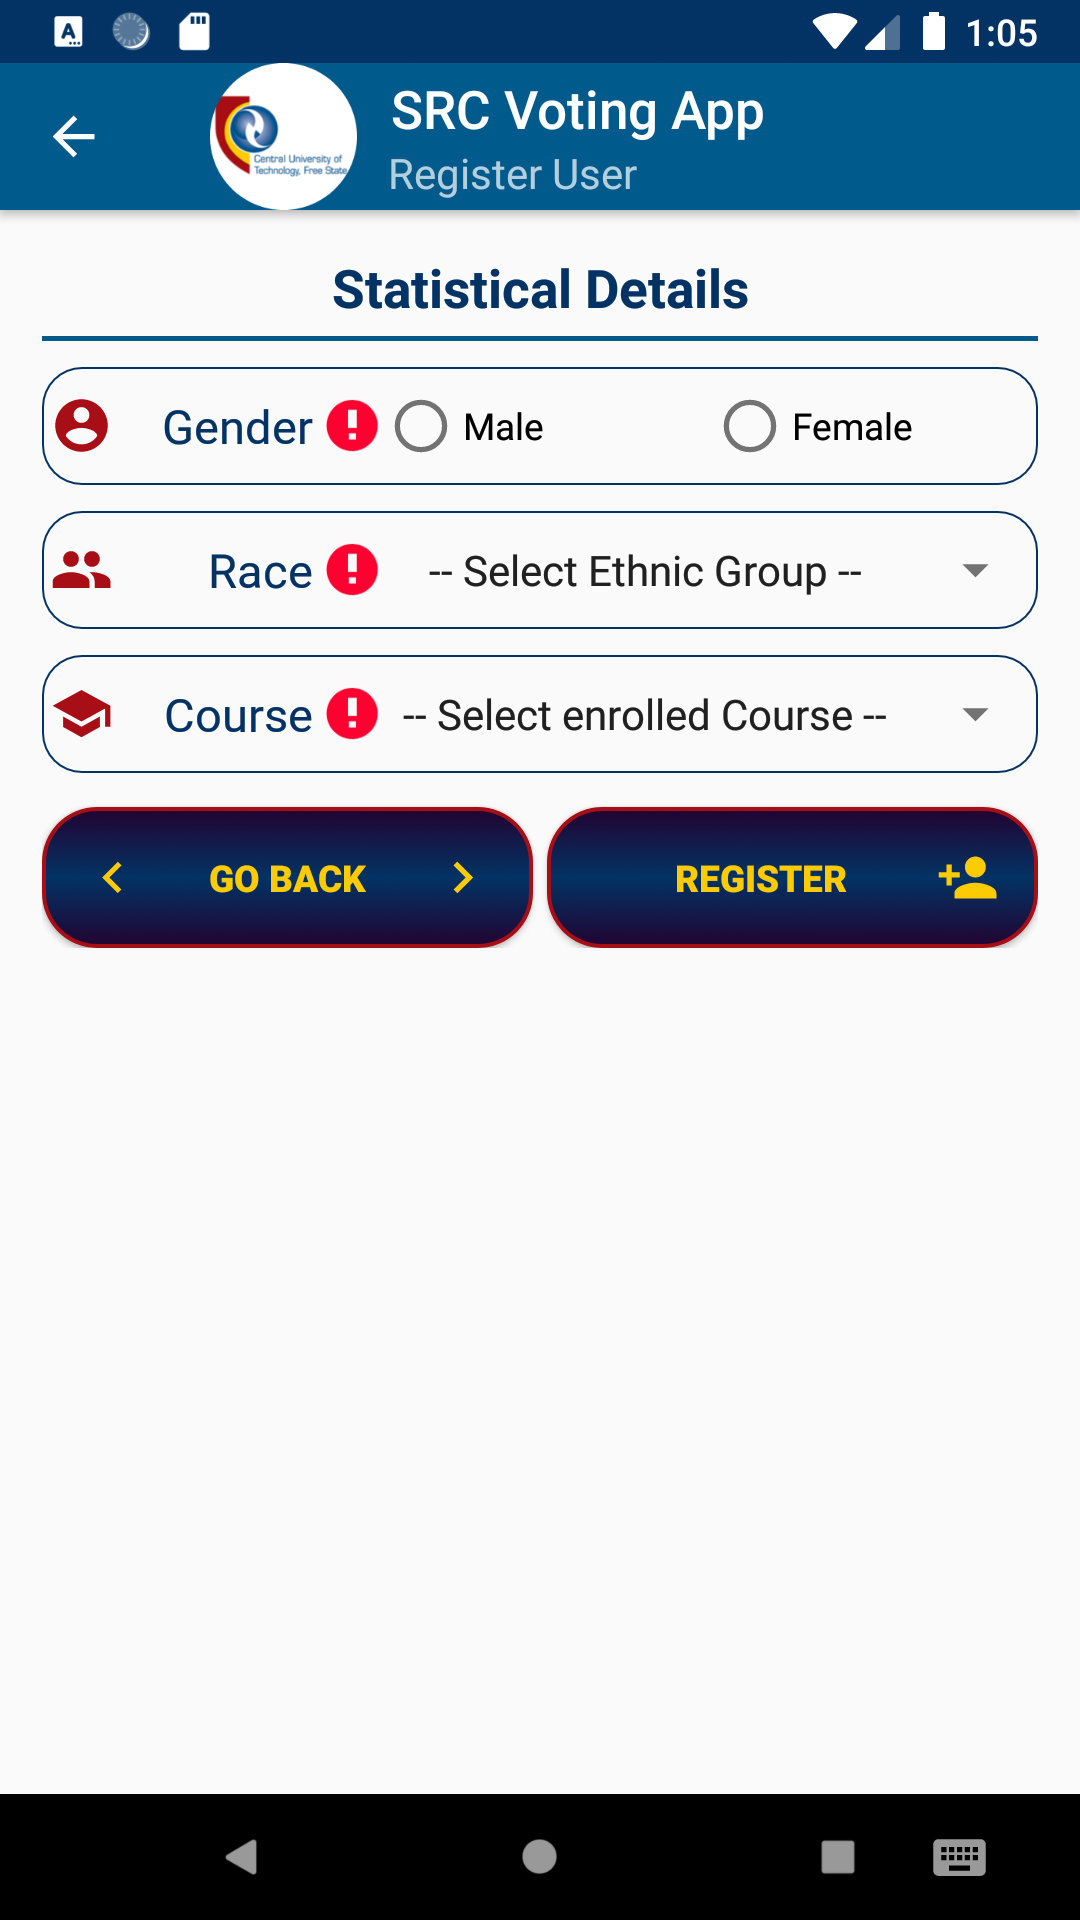 1:05
SRC Voting App
Central University of
Technology, Free State
Register User
Statistical Details
Gender Male Female
Race -- Select Ethnic Group --
Course -- Select enrolled Course --
GO BACK REGISTER